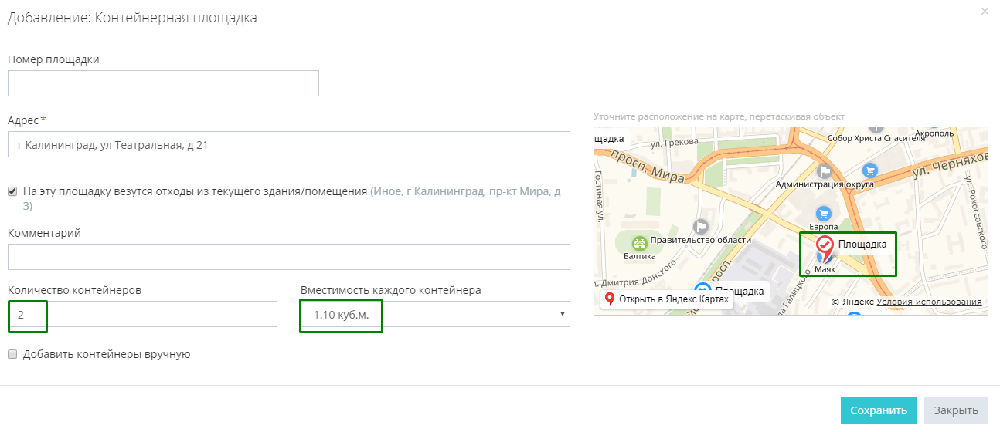 Добавление: Контейнерная площадка
×
Номер площадки
Адрес*
г Калининград, ул Театральная, д 21
На эту площадку везутся отходы из текущего здания/помещения (Иное, г Калининград, пр-кт Мира, д
3)
Комментарий
Количество контейнеров
Вместимость каждого контейнера
2
1.10 куб.м.
Добавить контейнеры вручную
Уточните расположение на карте, перетаскивая объект
щадка
ул. Грекова
Собор Христа Спасителя
Акрополь
просп. Мира
ул. Черняхов
Гостиная ул.
Администрация округа
ул. Рокоссовского
Европа
Правительство области
Балтика
Площадка
Маяк
ул. Дмитрия Донского
просп.
Площадка
Открыть в Яндекс.Картах
а Галицкого
© Яндекс Условия использования
Сохранить
Закрыть